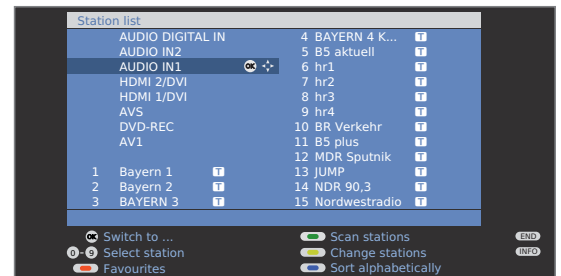 Station list
AUDIO DIGITAL IN
AUDIO IN2
AUDIO IN1 OK
HDMI 2/DVI
HDMI 1/DVI
AVS
DVD-REC
AV1
1 Bayern 1 T
2 Bayern 2 T
3 BAYERN 3 T
4 BAYERN 4 K... T
5 B5 aktuell T
6 hr1 T
7 hr2 T
8 hr3 T
9 hr4 T
10 BR Verkehr T
11 B5 plus T
12 MDR Sputnik T
13 JUMP T
14 NDR 90,3 T
15 Nordwestradio T
OK Switch to ...
0-9 Select station
Favourites
Scan stations
Change stations
Sort alphabetically
END
INFO